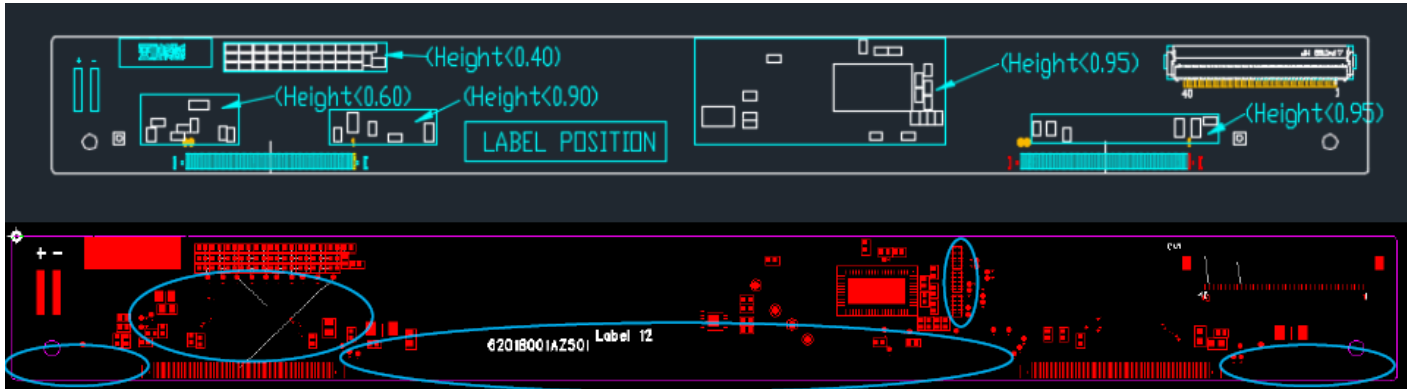 + -
(Height<0.40)
(Height<0.95)
(Height<0.60)
(Height<0.90)
40
1
(Height<0.95)
LABEL POSITION
+ -
Label 12